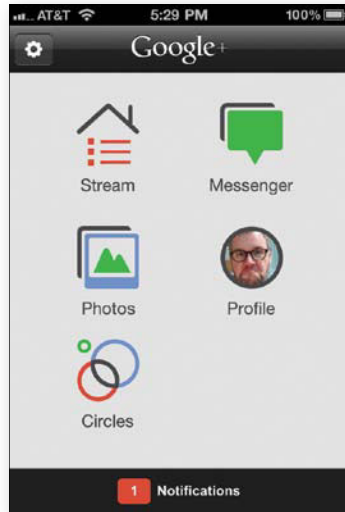 AT&T 5:29 PM 100%
Google+
Stream Messenger
Photos Profile
Circles
1 Notifications